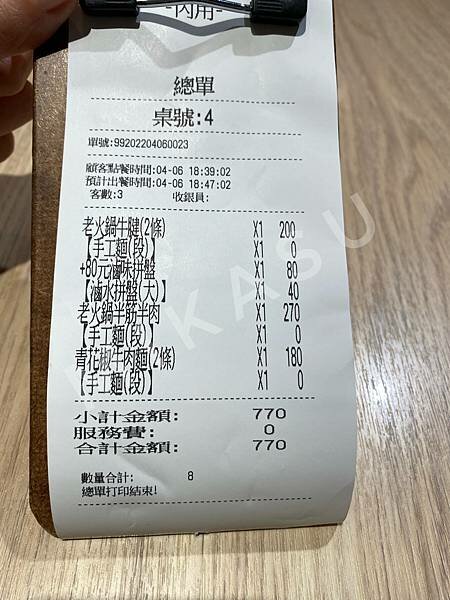 -內用-
總單
桌號:4
單號:99202204060023
顧客點餐時間:04-06 18:39:02
預計出餐時間:04-06 18:47:02
客數:3 收銀員:
老火鍋牛腱(2條) X1 200
【手工麵(段)】 X1 0
+80元滷味拼盤 X1 80
【滷水拼盤(大)】 X1 40
老火鍋半筋半肉 X1 270
【手工麵(段)】 X1 0
青花椒牛肉麵(2條) X1 180
【手工麵(段)】 X1 0
小計金額: 770
服務費: 0
合計金額: 770
數量合計: 8
總單打印結束!
KASU